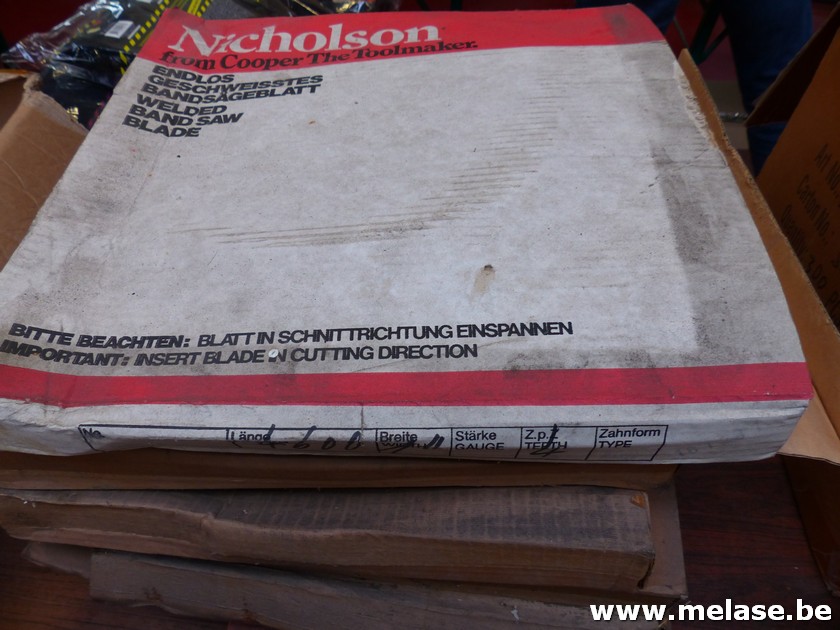 Nicholson
from Cooper The Toolmaker.
ENDLOS
GESCHWEISSTES
BANDSÄGEBLATT
WELDED
BAND SAW
BLADE
BITTE BEACHTEN: BLATT IN SCHNITTRICHTUNG EINSPANNEN
IMPORTANT: INSERT BLADE IN CUTTING DIRECTION
No. Länge Breite Stärke Z.p. Zahnform
GAUGE TEETH TYPE
www.melase.be